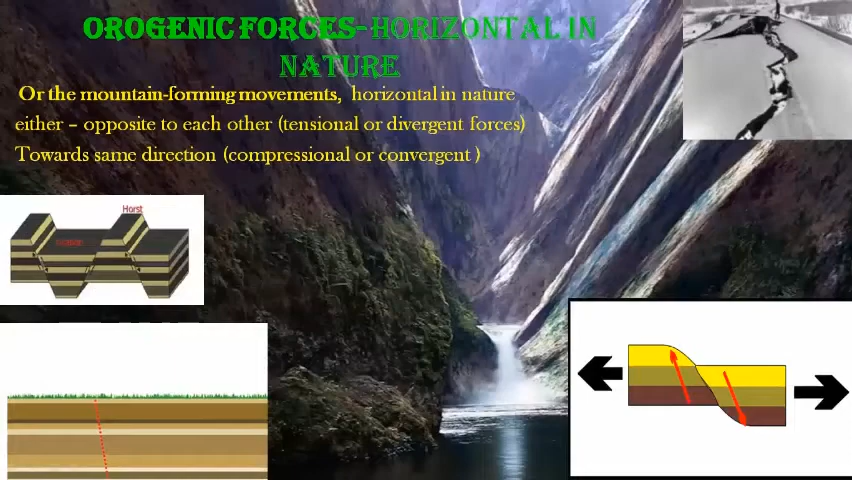 OROGENIC FORCES- HORIZONTAL IN
NATURE
Or the mountain-forming movements, horizontal in nature
either – opposite to each other (tensional or divergent forces)
Towards same direction (compressional or convergent )
Horst